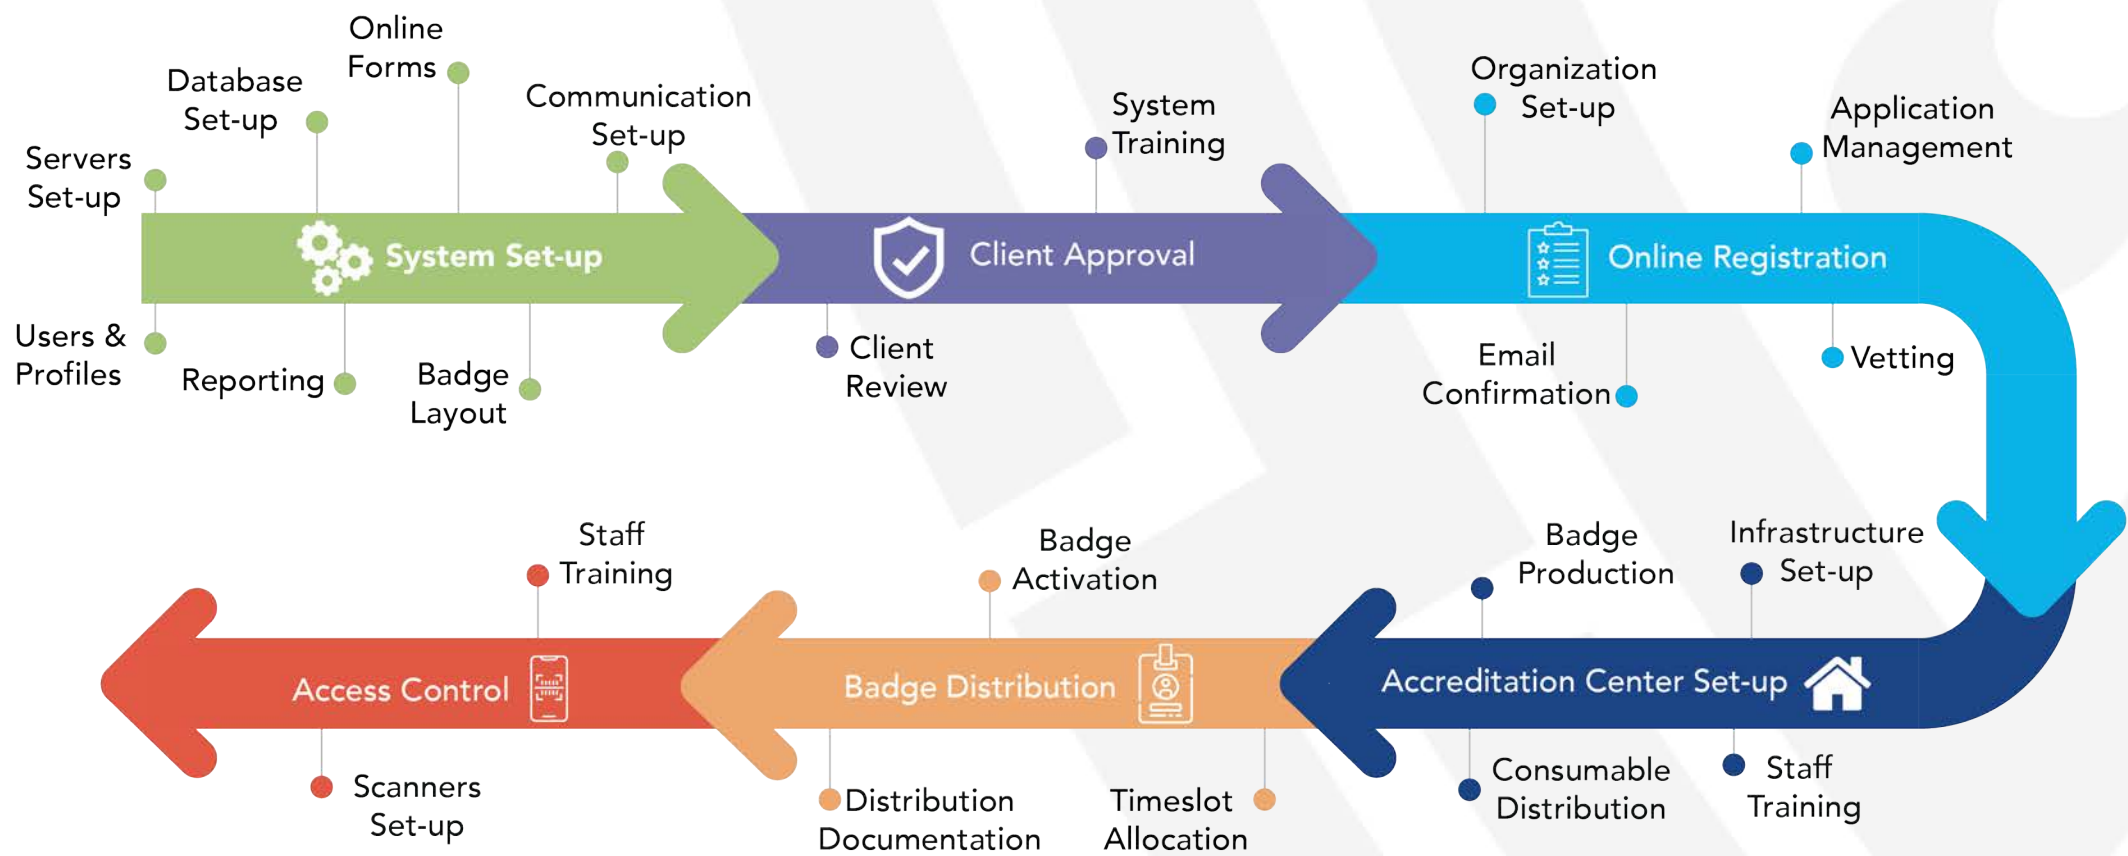 Online
Forms
Database
Set-up
Communication
Set-up
Servers
Set-up
System
Training
Organization
Set-up
Application
Management
System Set-up
Client Approval
Online Registration
Users &
Profiles
Reporting
Badge
Layout
Client
Review
Email
Confirmation
Vetting
Infrastructure
Set-up
Badge
Production
Badge
Activation
Staff
Training
Accreditation Center Set-up
Badge Distribution
Access Control
Staff
Training
Consumable
Distribution
Timeslot
Allocation
Distribution
Documentation
Scanners
Set-up